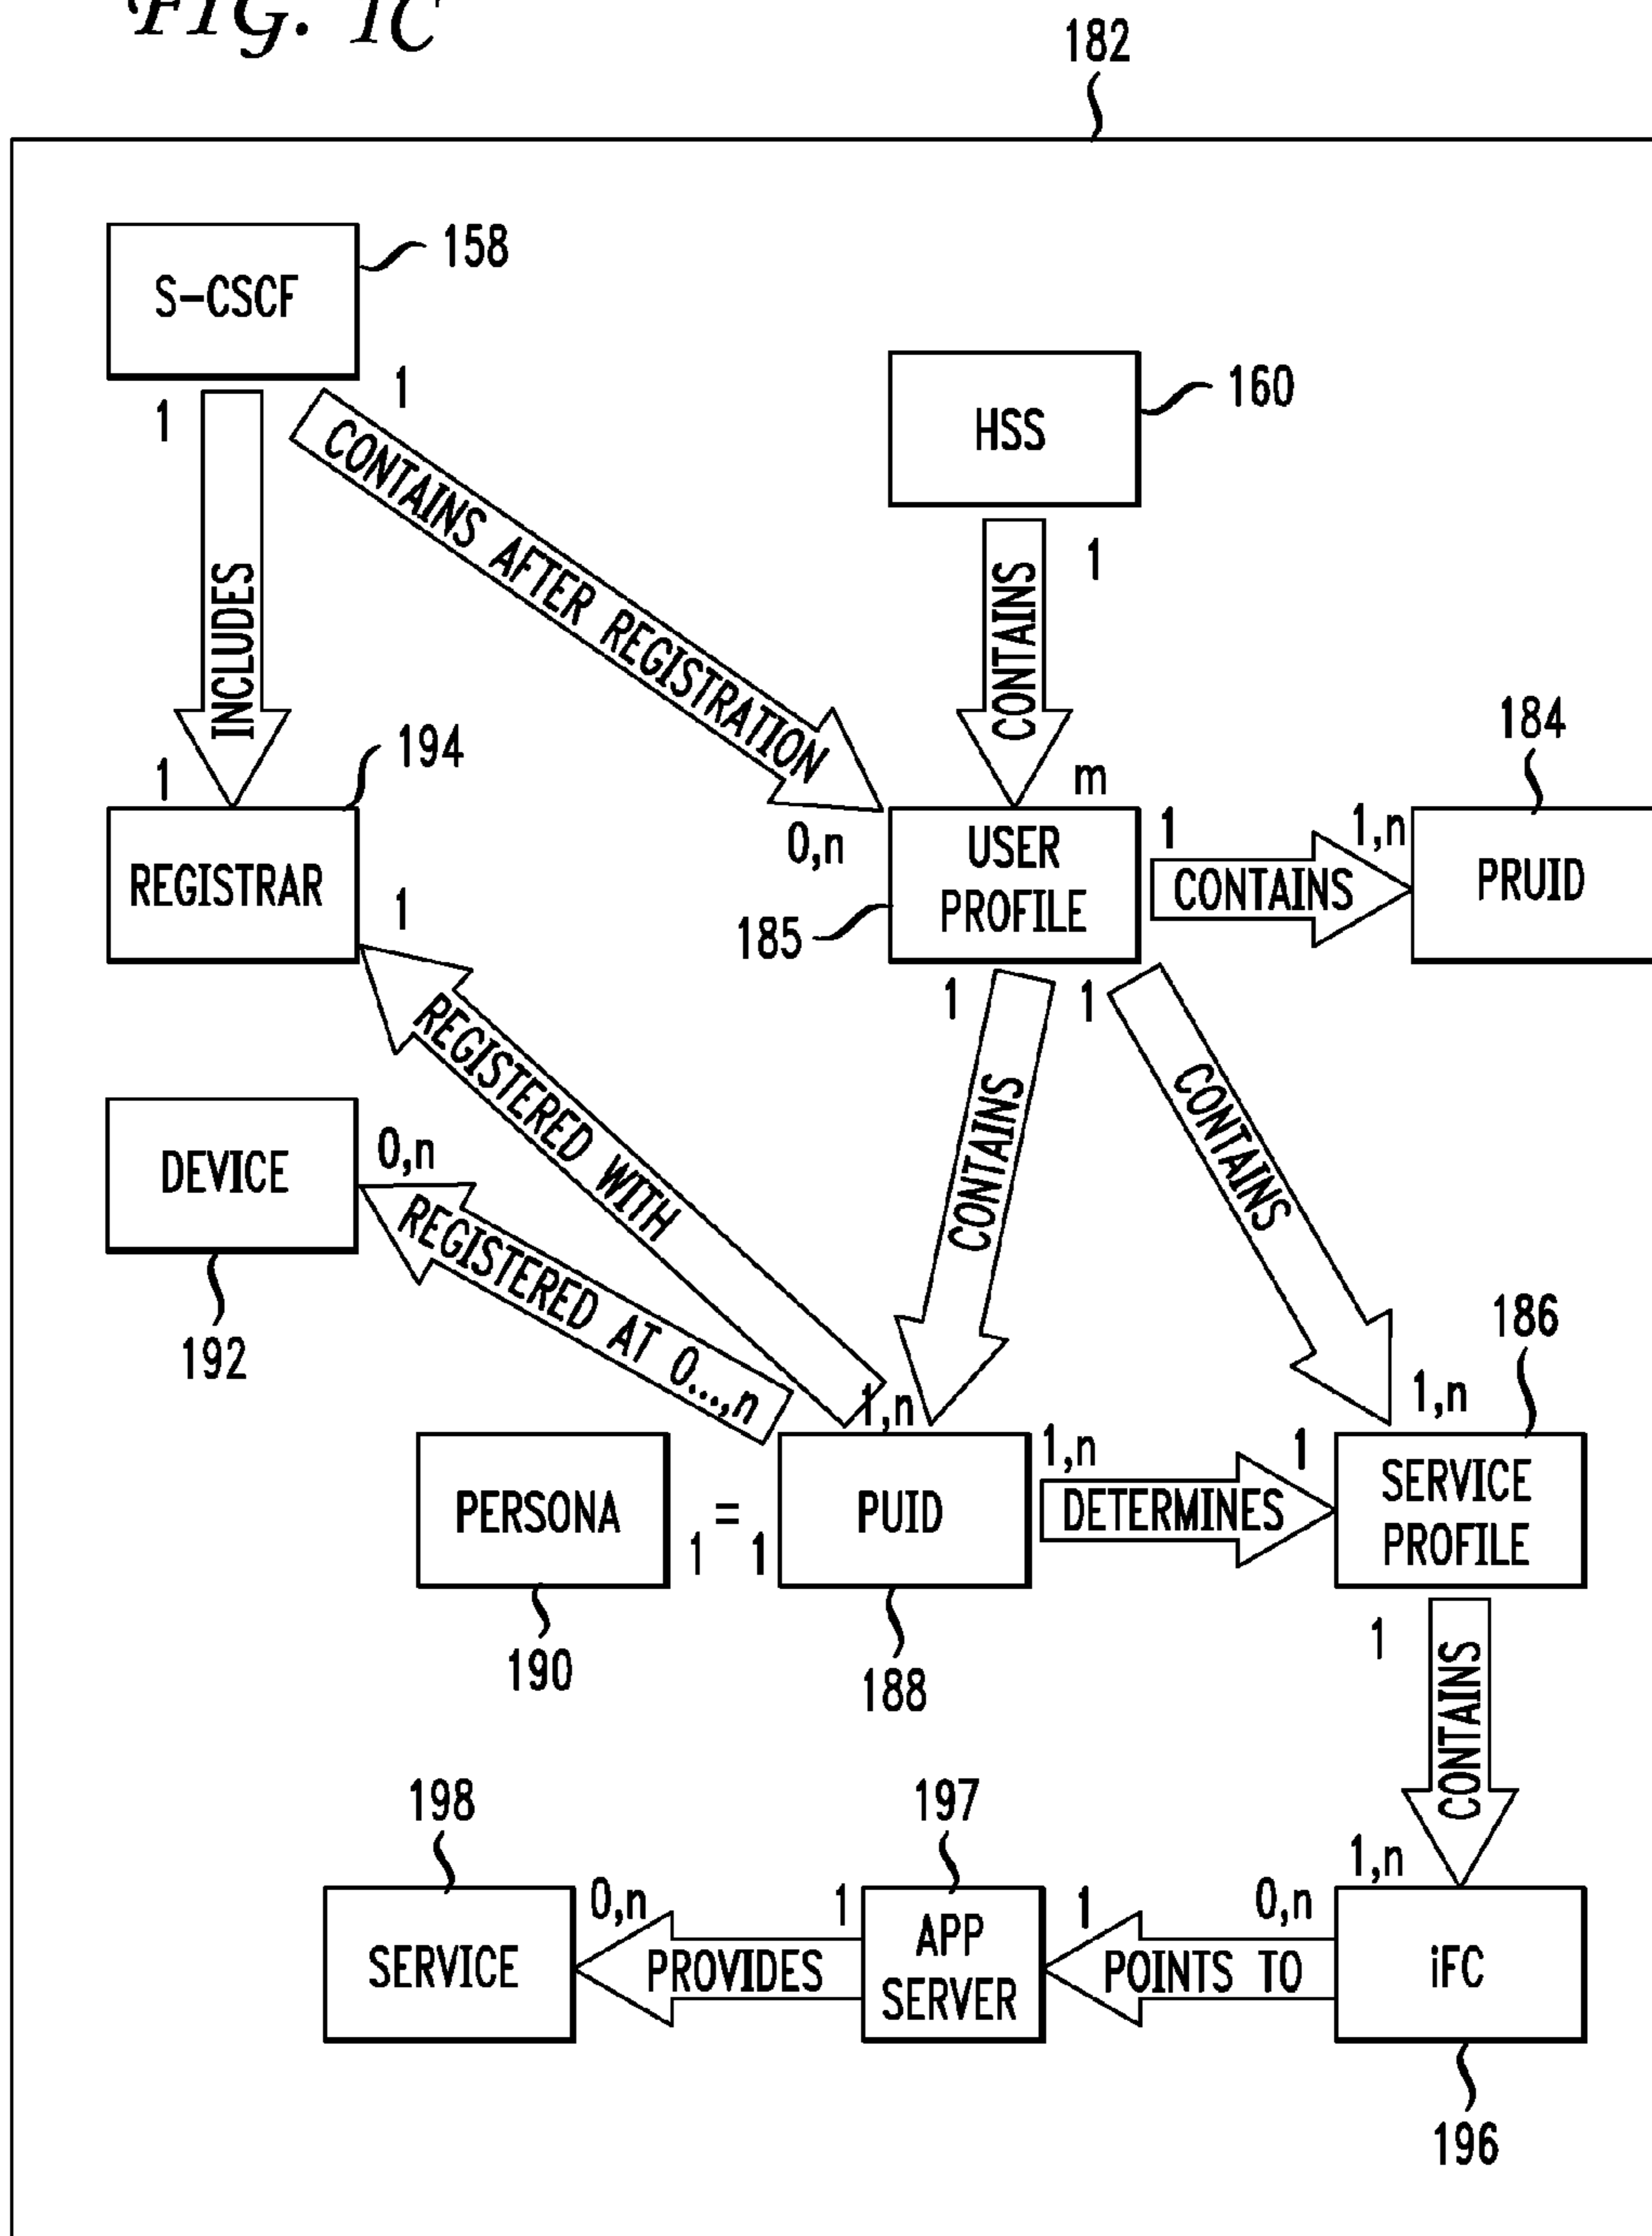 FIG. 1C
182
S-CSCF
158
HSS
160
1
1
INCLUDES
CONTAINS AFTER REGISTRATION
1
CONTAINS
1
194
0,n
m
184
REGISTRAR
1
USER
PROFILE
185
1
CONTAINS
1,n
PRUID
REGISTERED WITH
1
CONTAINS
1
CONTAINS
DEVICE
192
0,n
REGISTERED AT 0...,n
186
1,n
1,n
PERSONA
190
1
=
1
PUID
188
1,n
DETERMINES
1
SERVICE
PROFILE
1
CONTAINS
198
197
1,n
SERVICE
0,n
PROVIDES
1
APP
SERVER
1
POINTS TO
0,n
iFC
196